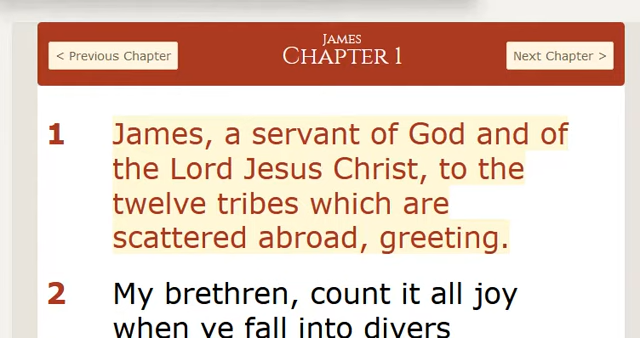 JAMES
CHAPTER 1
< Previous Chapter
Next Chapter >
1 James, a servant of God and of
the Lord Jesus Christ, to the
twelve tribes which are
scattered abroad, greeting.
2 My brethren, count it all joy
when ye fall into divers